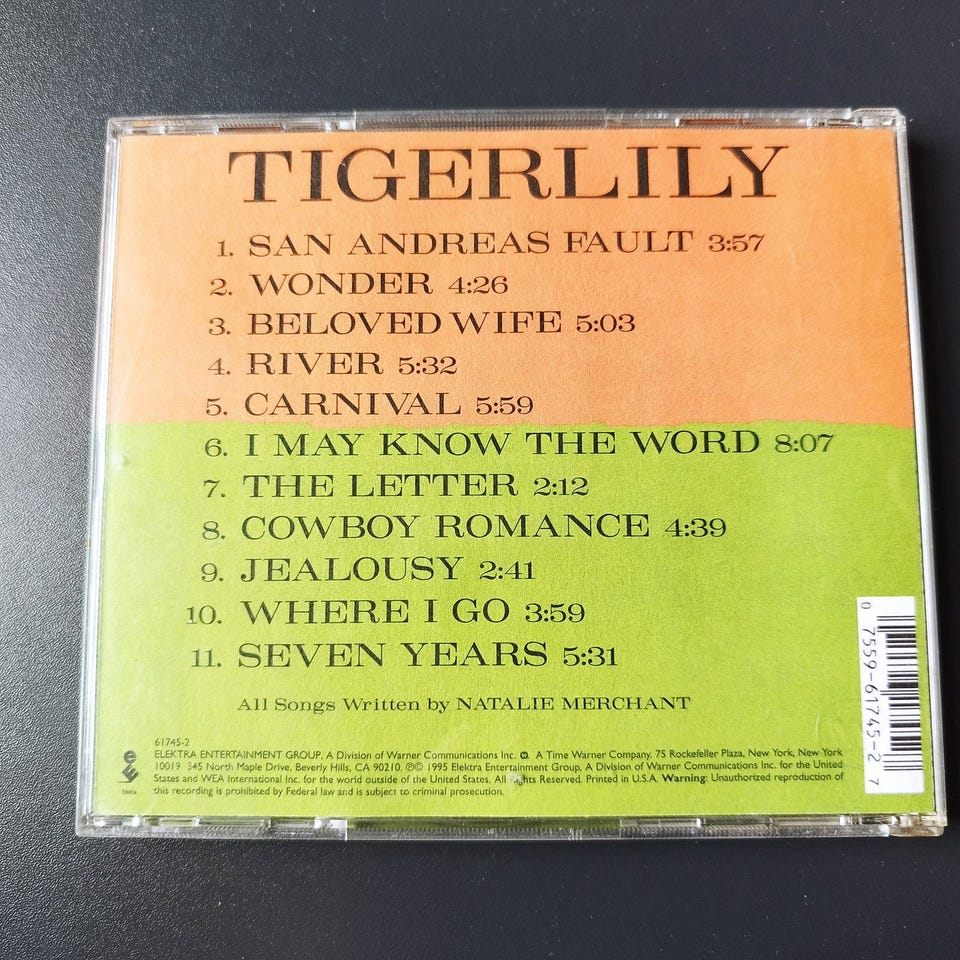 TIGERLILY
1. SAN ANDREAS FAULT 3:57
2. WONDER 4:26
3. BELOVED WIFE 5:03
4. RIVER 5:32
5. CARNIVAL 5:59
6. I MAY KNOW THE WORD 8:07
7. THE LETTER 2:12
8. COWBOY ROMANCE 4:39
9. JEALOUSY 2:41
10. WHERE I GO 3:59
11. SEVEN YEARS 5:31
All Songs Written by NATALIE MERCHANT
61745-2
ELEKTRA ENTERTAINMENT GROUP, A Division of Warner Communications Inc. A Time Warner Company. 75 Rockefeller Plaza, New York, New York
10019 345 North Maple Drive, Beverly Hills, CA 90210. ℗© 1995 Elektra Entertainment Group, A Division of Warner Communications Inc. for the United
States and WEA International Inc. for the world outside of the United States. All Rights Reserved. Printed in U.S.A. Warning: Unauthorized reproduction of
this recording is prohibited by Federal law and is subject to criminal prosecution.
0 7559-61745-2 7